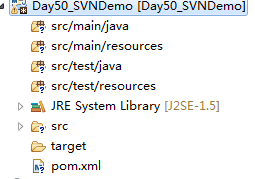 Day50_SVNDemo [Day50_SVNDemo]
src/main/java
src/main/resources
src/test/java
src/test/resources
JRE System Library [J2SE-1.5]
src
target
pom.xml